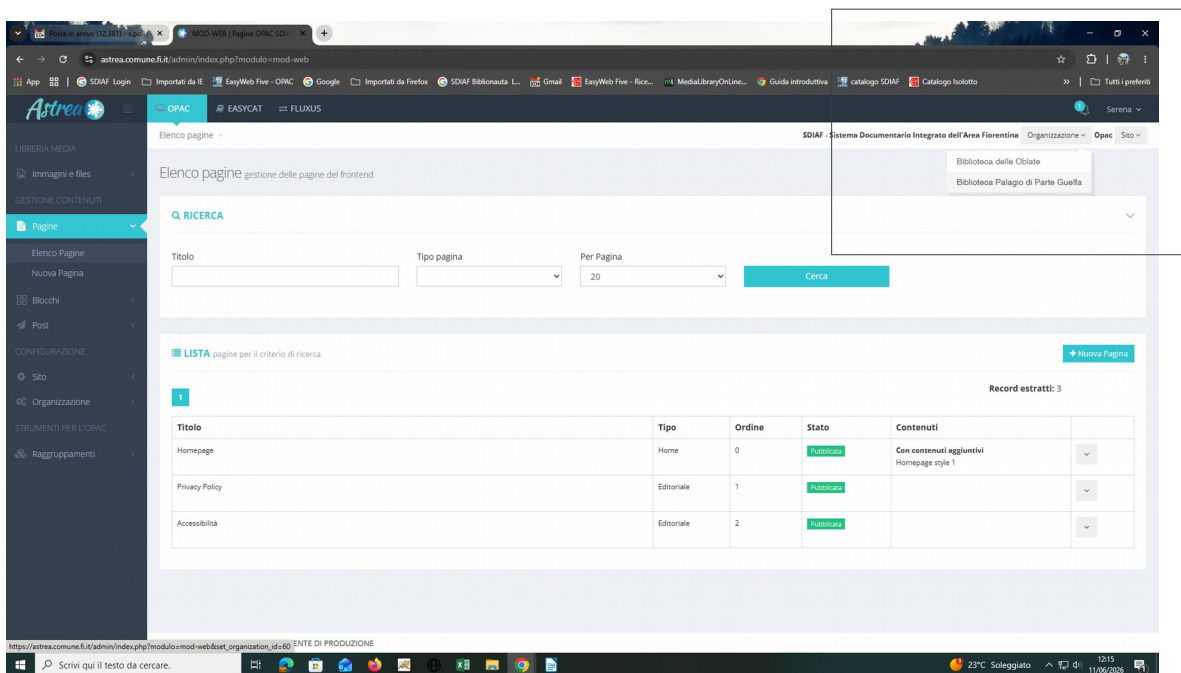 Posta in arrivo (12.381) - s.pol
MOD-WEB | Pagine OPAC SDIA
astrea.comune.fi.it/admin/index.php?modulo=mod-web
App SDIAF Login Importati da IE EasyWeb Five - OPAC Google Importati da Firefox SDIAF Biblionauta L... Gmail EasyWeb Five - Rice... MediaLibraryOnLine... Guida introduttiva catalogo SDIAF Catalogo Isolotto » Tutti i preferiti
Astrea OPAC EASYCAT FLUXUS 1 Serena
Elenco pagine SDIAF - Sistema Documentario Integrato dell'Area Fiorentina Organizzazione Opac Sito
Biblioteca delle Oblate
Biblioteca Palagio di Parte Guelfa
LIBRERIA MEDIA
Immagini e files
GESTIONE CONTENUTI
Pagine
Elenco Pagine
Nuova Pagina
Blocchi
Post
CONFIGURAZIONE
Sito
Organizzazione
STRUMENTI PER L'OPAC
Raggruppamenti
Elenco pagine gestione delle pagine del frontend
RICERCA
Titolo Tipo pagina Per Pagina
20 Cerca
LISTA pagine per il criterio di ricerca
+ Nuova Pagina
1 Record estratti: 3
Titolo Tipo Ordine Stato Contenuti
Homepage Home 0 Pubblicata Con contenuti aggiuntivi
Homepage style 1
Privacy Policy Editoriale 1 Pubblicata
Accessibilità Editoriale 2 Pubblicata
https://astrea.comune.fi.it/admin/index.php?modulo=mod-web&set_organization_id=60 ENTE DI PRODUZIONE
Scrivi qui il testo da cercare. 23°C Soleggiato 12:15
11/06/2026